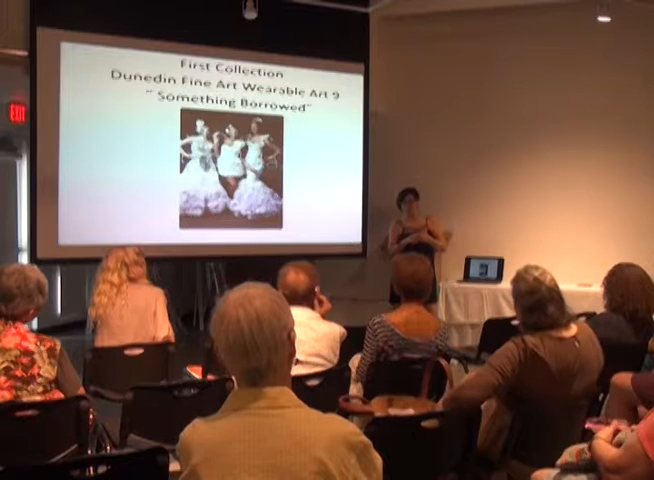 First Collection
Dunedin Fine Art Wearable Art 9
~ Something Borrowed~
EXIT